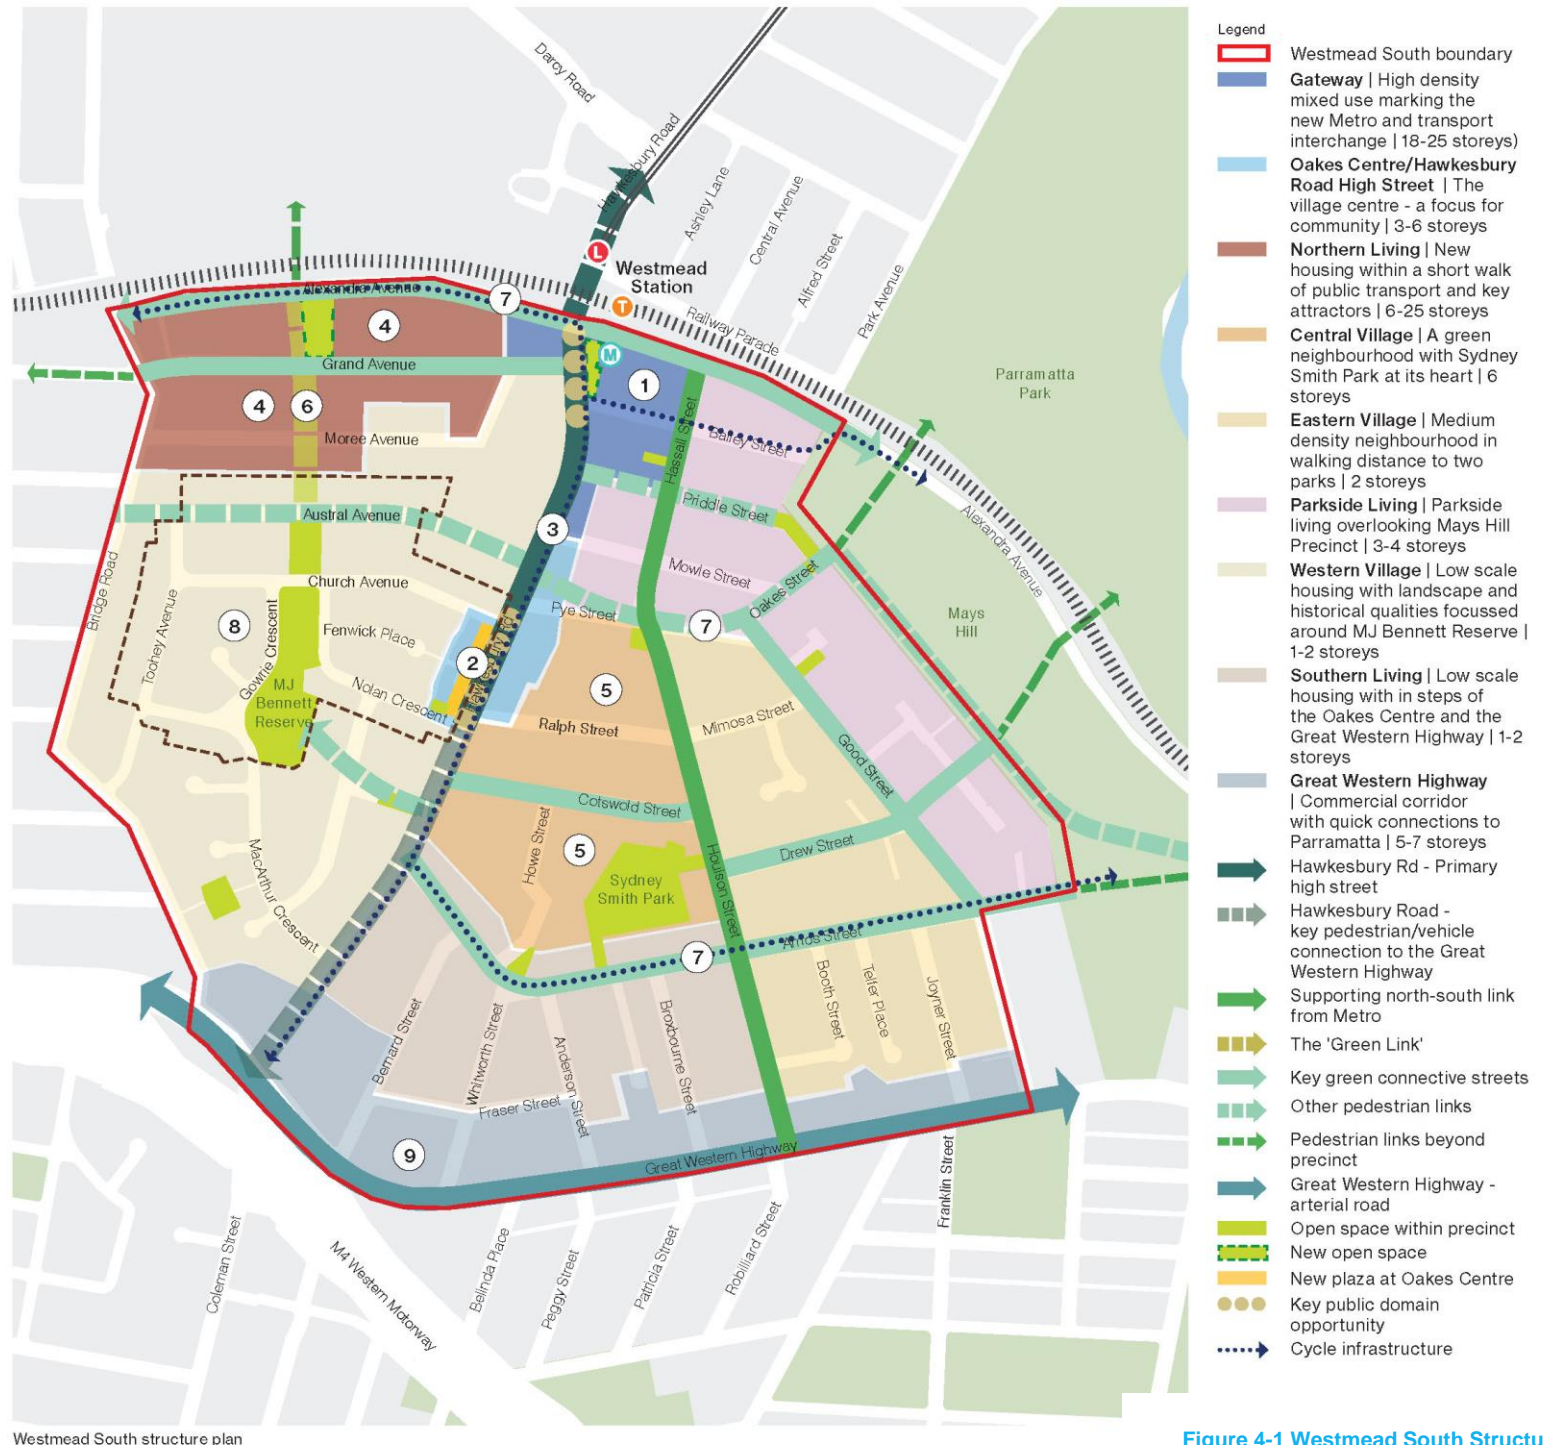 Darcy Road
Hawkesbury Road
Ashley Lane
Central Avenue
Alfred Street
Park Avenue
L
Westmead
Station
T
Railway Parade
Alexandra Avenue
7
4
Grand Avenue
M
1
Parramatta
Park
4
6
Moree Avenue
Hassall Street
Bailey Street
Priddle Street
Austral Avenue
3
Alexandra Avenue
Bridge Road
Church Avenue
Mowle Street
Oakes Street
Pye Street
7
Mays
Hill
Toohey Avenue
8
Gowrie Crescent
Fenwick Place
Hawkesbury Rd
2
MJ
Bennett
Reserve
Nolan Crescent
5
Ralph Street
Mimosa Street
Good Street
Cotswold Street
Howe Street
5
Drew Street
MacArthur Crescent
Sydney
Smith Park
Houison Street
Amos Street
7
Booth Street
Telfer Place
Joyner Street
Bernard Street
Whitworth Street
Anderson Street
Broxbourne Street
Fraser Street
9
Great Western Highway
Franklin Street
Coleman Street
M4 Western Motorway
Belinda Place
Peggy Street
Patricia Street
Robilliard Street
Legend
Westmead South boundary
Gateway | High density
mixed use marking the
new Metro and transport
interchange | 18-25 storeys)
Oakes Centre/Hawkesbury
Road High Street | The
village centre - a focus for
community | 3-6 storeys
Northern Living | New
housing within a short walk
of public transport and key
attractors | 6-25 storeys
Central Village | A green
neighbourhood with Sydney
Smith Park at its heart | 6
storeys
Eastern Village | Medium
density neighbourhood in
walking distance to two
parks | 2 storeys
Parkside Living | Parkside
living overlooking Mays Hill
Precinct | 3-4 storeys
Western Village | Low scale
housing with landscape and
historical qualities focussed
around MJ Bennett Reserve |
1-2 storeys
Southern Living | Low scale
housing with in steps of
the Oakes Centre and the
Great Western Highway | 1-2
storeys
Great Western Highway
| Commercial corridor
with quick connections to
Parramatta | 5-7 storeys
Hawkesbury Rd - Primary
high street
Hawkesbury Road -
key pedestrian/vehicle
connection to the Great
Western Highway
Supporting north-south link
from Metro
The 'Green Link'
Key green connective streets
Other pedestrian links
Pedestrian links beyond
precinct
Great Western Highway -
arterial road
Open space within precinct
New open space
New plaza at Oakes Centre
Key public domain
opportunity
Cycle infrastructure
Westmead South structure plan
Figure 4-1 Westmead South Structu